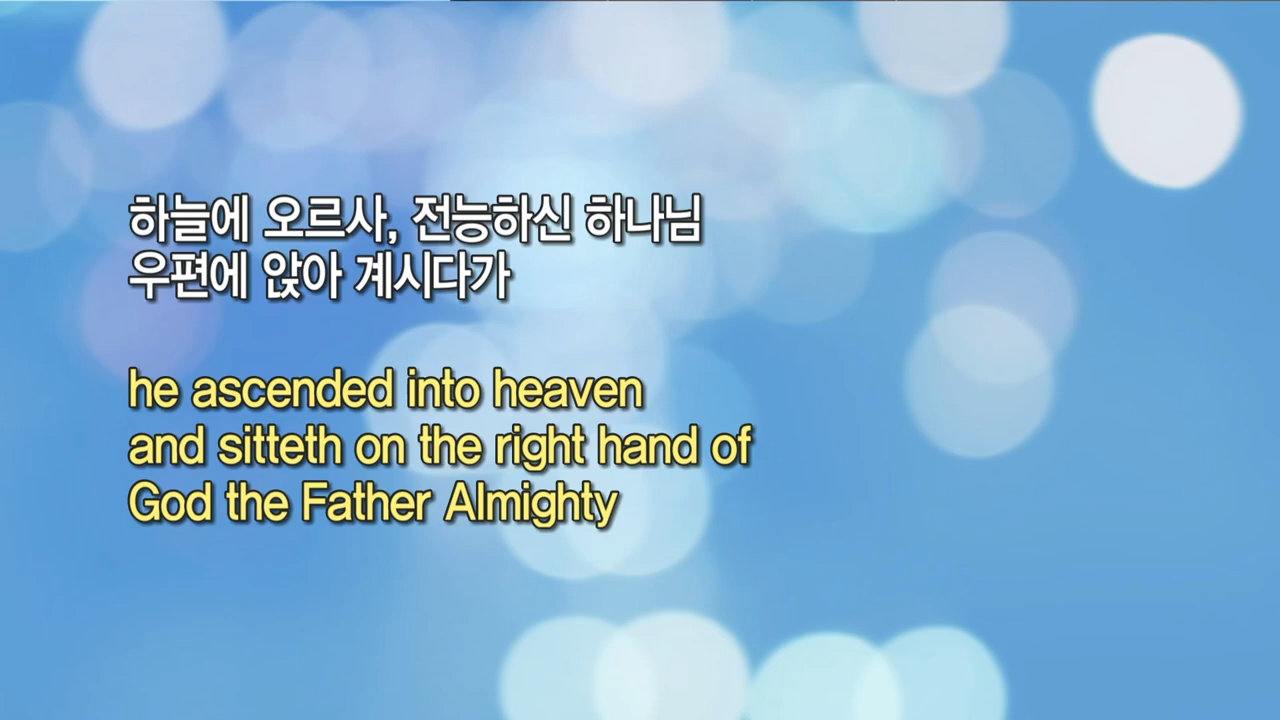 하늘에 오르사, 전능하신 하나님
우편에 앉아 계시다가
he ascended into heaven
and sitteth on the right hand of
God the Father Almighty